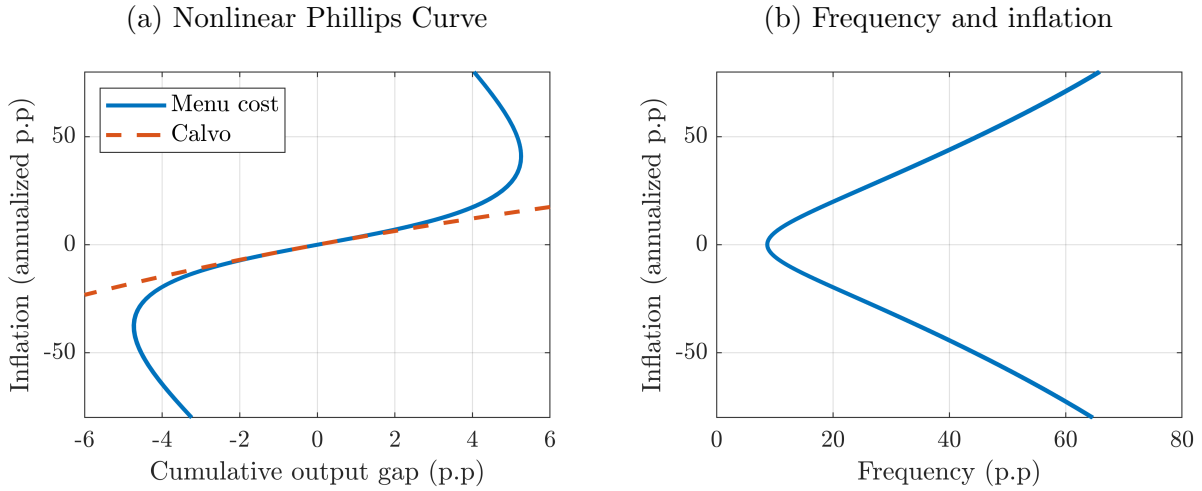 (a) Nonlinear Phillips Curve
Inflation (annualized p.p)
50
0
-50
Menu cost
Calvo
-6
-4
-2
0
2
4
6
Cumulative output gap (p.p)
(b) Frequency and inflation
Inflation (annualized p.p)
50
0
-50
0
20
40
60
80
Frequency (p.p)